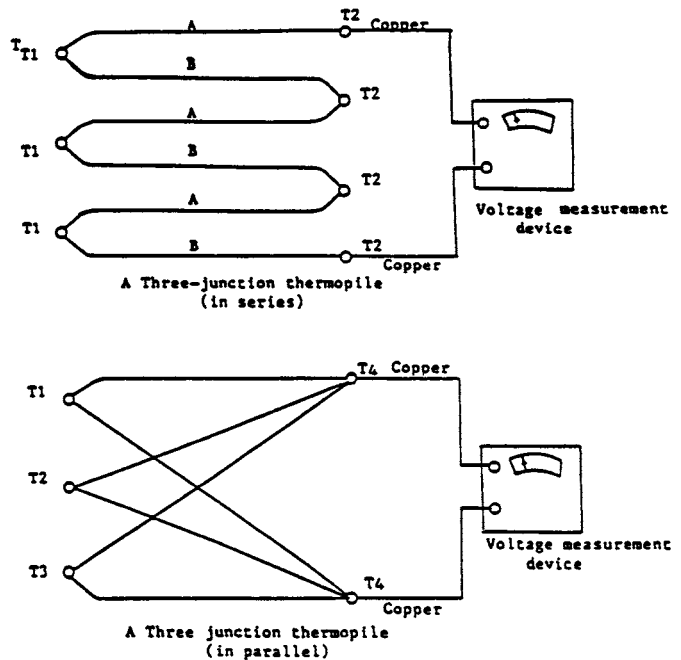 A T2 Copper
T T1
B
T2
A
T1
B
T2
A
T1
B T2
Copper
Voltage measurement
device
A Three-junction thermopile
(in series)
T4 Copper
T1
T2
T3
T4
Copper
Voltage measurement
device
A Three junction thermopile
(in parallel)